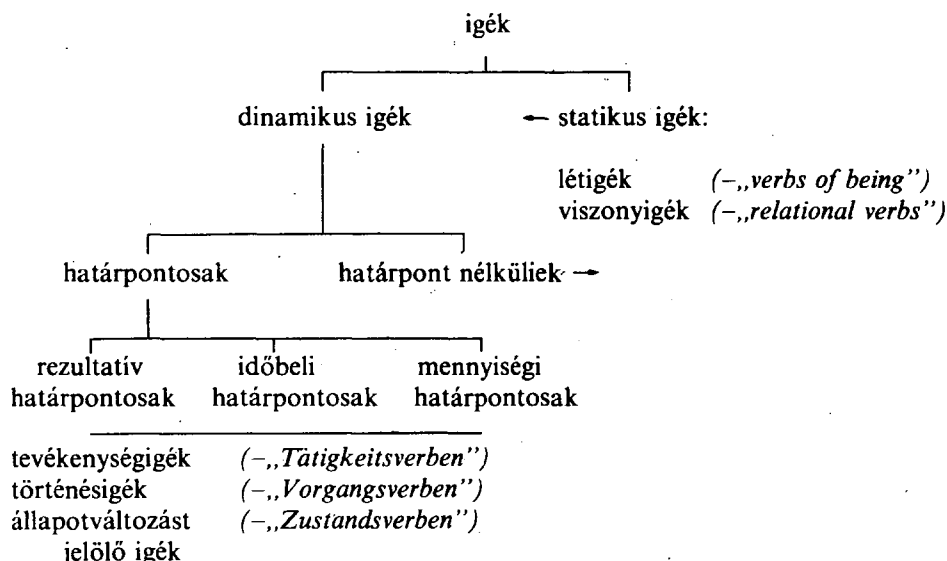 igék
dinamikus igék ← statikus igék:
létigék (–„verbs of being”)
viszonyigék (–„relational verbs”)
határpontosak határpont nélküliek →
rezultatív időbeli mennyiségi
határpontosak határpontosak határpontosak
tevékenységigék (–„Tätigkeitsverben”)
történésigék (–„Vorgangsverben”)
állapotváltozást (–„Zustandsverben”)
jelölő igék